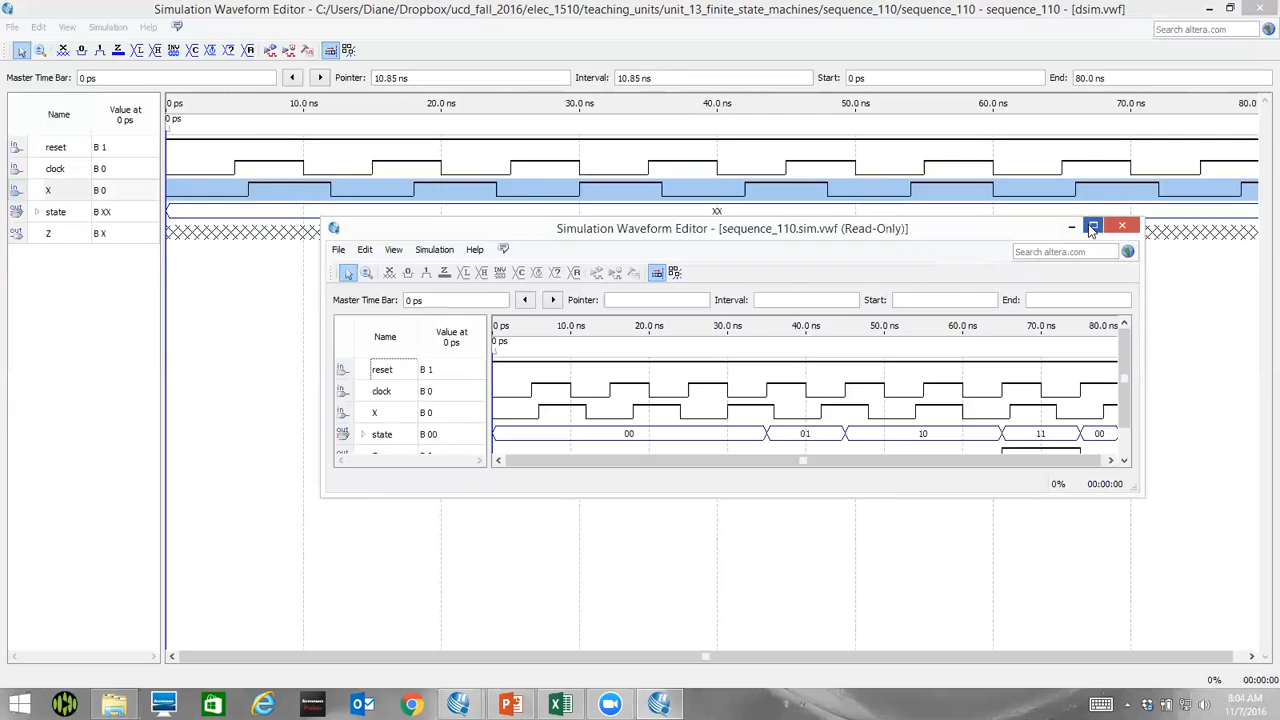 Simulation Waveform Editor - C:/Users/Diane/Dropbox/ucd_fall_2016/elec_1510/teaching_units/unit_13_finite_state_machines/sequence_110/sequence_110 - sequence_110 - [dsim.vwf]
File Edit View Simulation Help
Search altera.com
Master Time Bar: 0 ps Pointer: 10.85 ns Interval: 10.85 ns Start: 0 ps End: 80.0 ns
Name Value at 0 ps
0 ps 10.0 ns 20.0 ns 30.0 ns 40.0 ns 50.0 ns 60.0 ns 70.0 ns 80.0
0 ps
reset B 1
clock B 0
X B 0
state B XX XX
Z B X
Simulation Waveform Editor - [sequence_110.sim.vwf (Read-Only)]
File Edit View Simulation Help
Search altera.com
Master Time Bar: 0 ps Pointer: Interval: Start: End:
Name Value at 0 ps
0 ps 10.0 ns 20.0 ns 30.0 ns 40.0 ns 50.0 ns 60.0 ns 70.0 ns 80.0 ns
0 ps
reset B 1
clock B 0
X B 0
state B 00 00 01 10 11 00
0% 00:00:00
0% 00:00:00
8:04 AM
11/7/2016